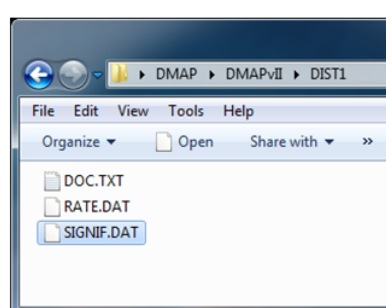 DMAP DMAPvII DIST1
File Edit View Tools Help
Organize Open Share with »
DOC.TXT
RATE.DAT
SIGNIF.DAT